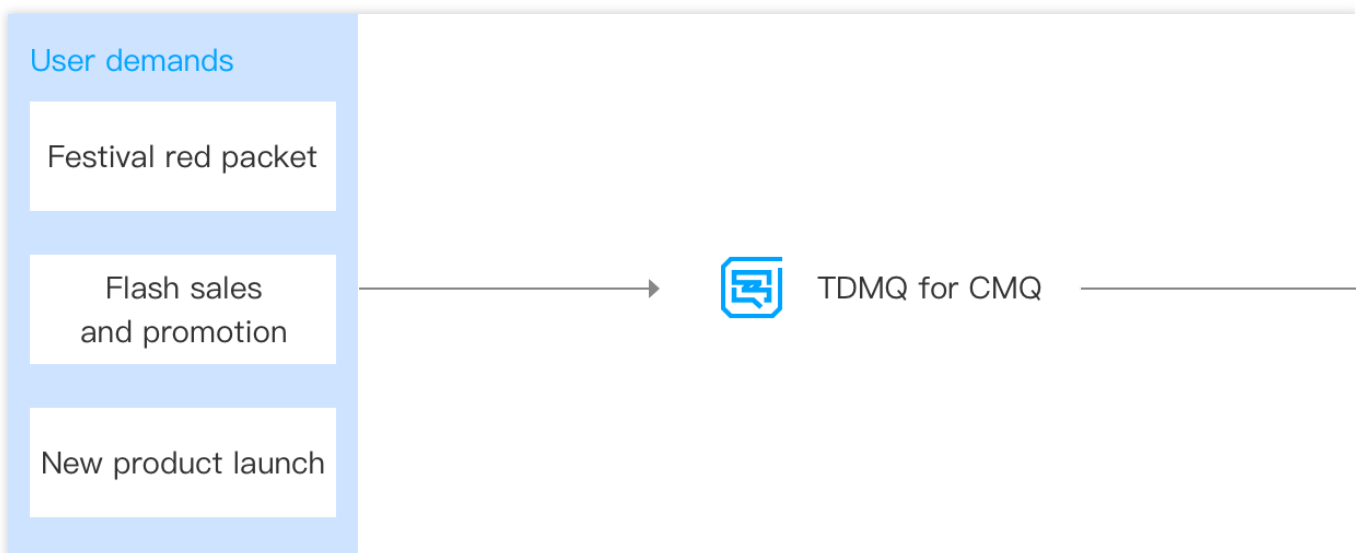 User demands
Festival red packet
Flash sales
and promotion
New product launch
TDMQ for CMQ